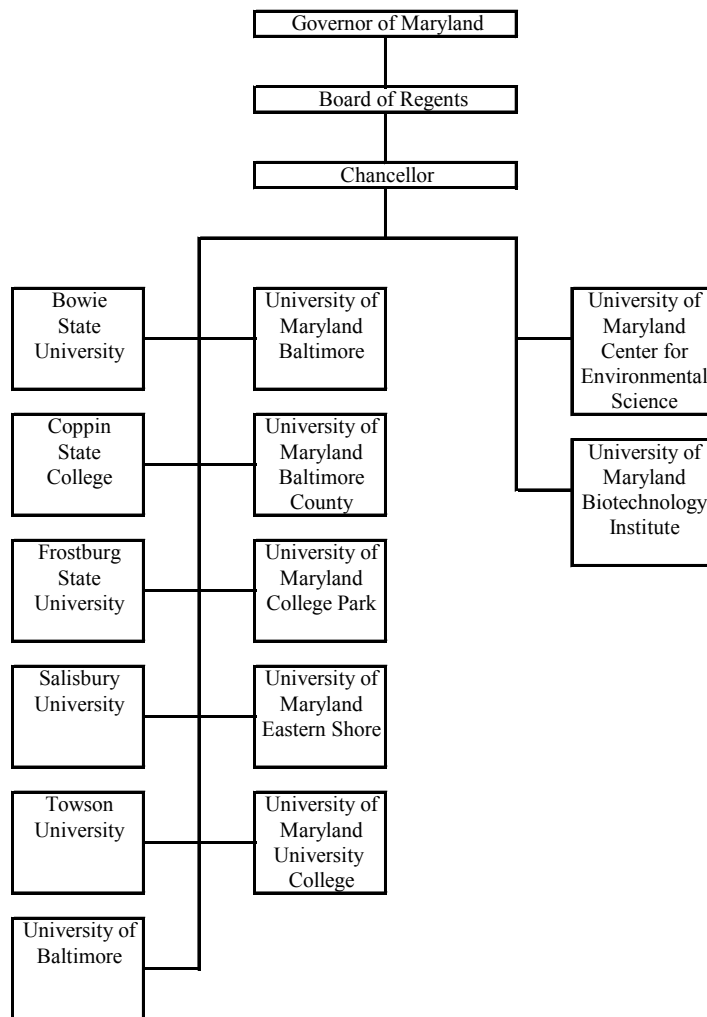 Governor of Maryland
Board of Regents
Chancellor
Bowie
State
University
University of
Maryland
Baltimore
University of
Maryland
Center for
Environmental
Science
Coppin
State
College
University of
Maryland
Baltimore
County
University of
Maryland
Biotechnology
Institute
Frostburg
State
University
University of
Maryland
College Park
Salisbury
University
University of
Maryland
Eastern Shore
Towson
University
University of
Maryland
University
College
University of
Baltimore